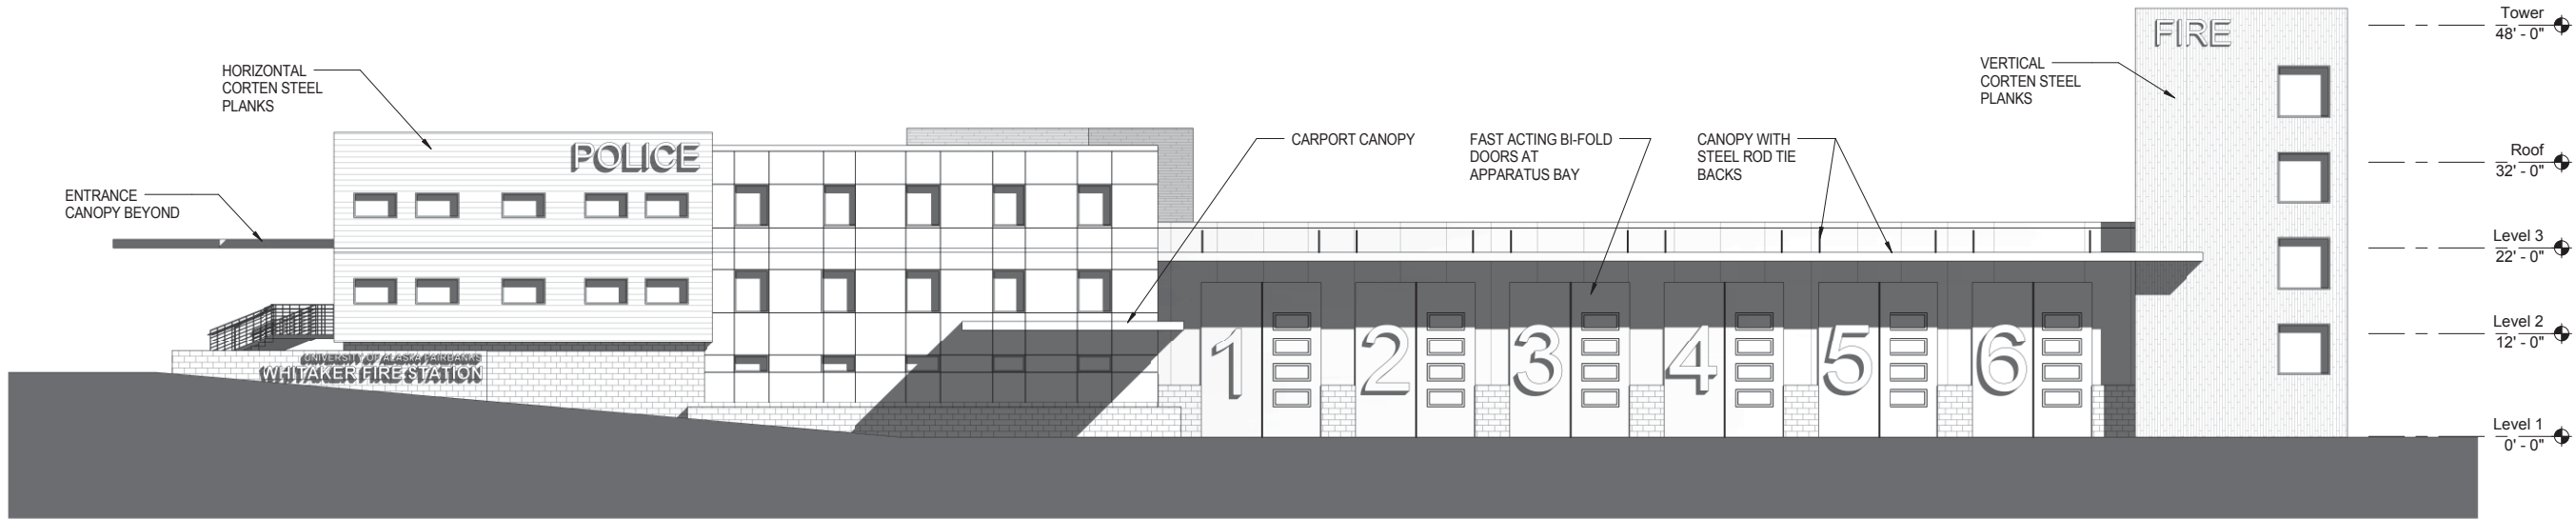 HORIZONTAL
CORTEN STEEL
PLANKS
ENTRANCE
CANOPY BEYOND
POLICE
UNIVERSITY OF ALASKA FAIRBANKS
WHITAKER FIRE STATION
CARPORT CANOPY
FAST ACTING BI-FOLD
DOORS AT
APPARATUS BAY
CANOPY WITH
STEEL ROD TIE
BACKS
1 2 3 4 5 6
VERTICAL
CORTEN STEEL
PLANKS
FIRE
Tower
48' - 0"
Roof
32' - 0"
Level 3
22' - 0"
Level 2
12' - 0"
Level 1
0' - 0"